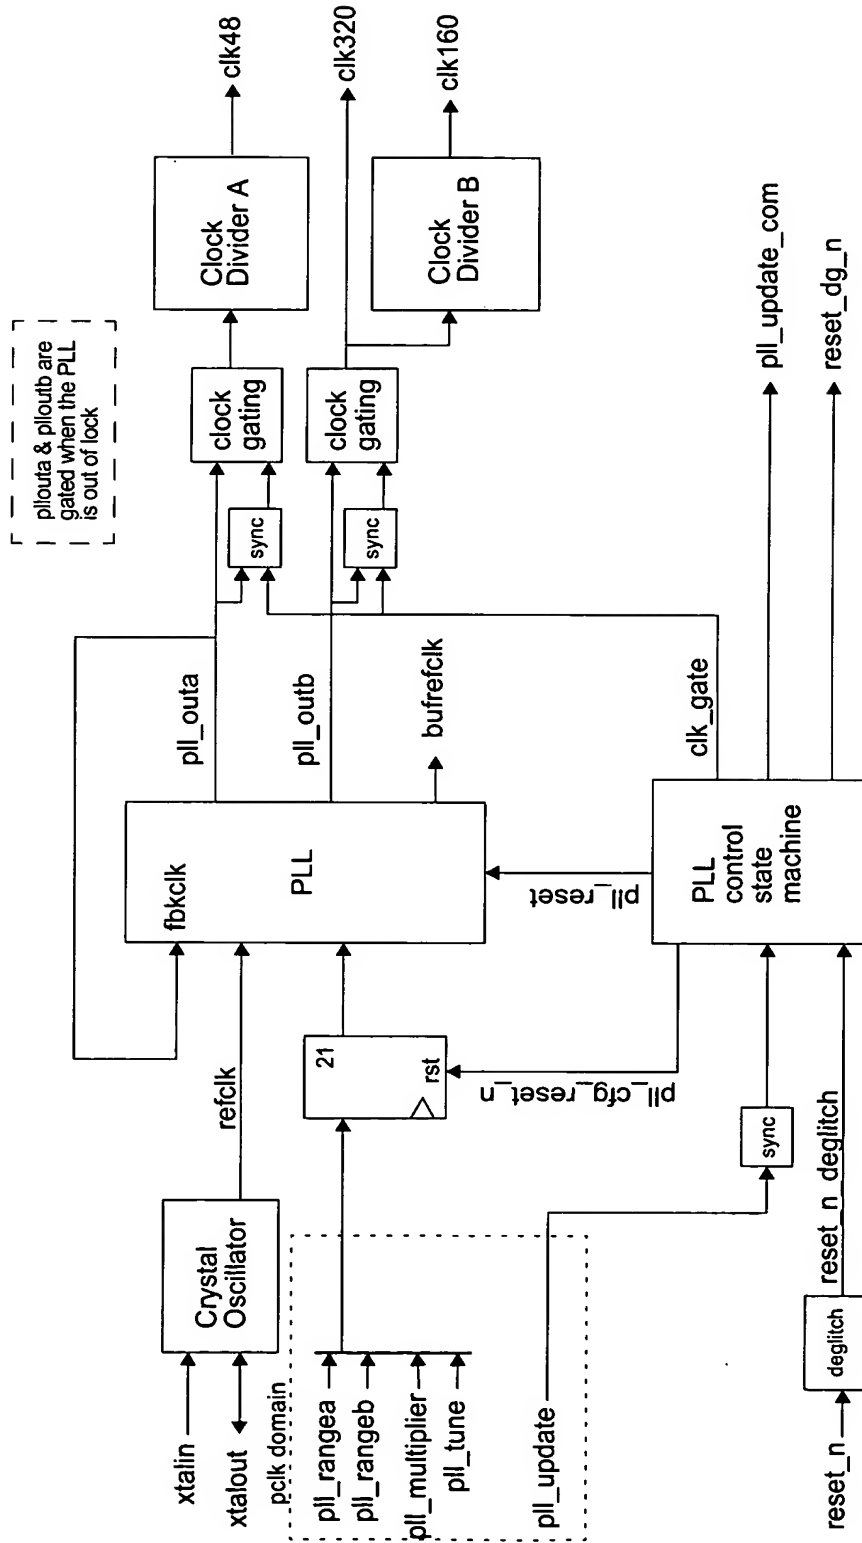 pllouta & plloutb are
gated when the PLL
is out of lock
xtalin
xtalout
Crystal
Oscillator
refclk
fbkclk
PLL
pll_outa
pll_outb
bufrefclk
sync
clock
gating
Clock
Divider A
clk48
sync
clock
gating
clk320
Clock
Divider B
clk160
pclk domain
pll_rangea
pll_rangeb
pll_multiplier
pll_tune
pll_update
21
rst
pll_cfg_reset_n
pll_reset
sync
PLL
control
state
machine
clk_gate
pll_update_com
reset_dg_n
reset_n
deglitch
reset_n_deglitch